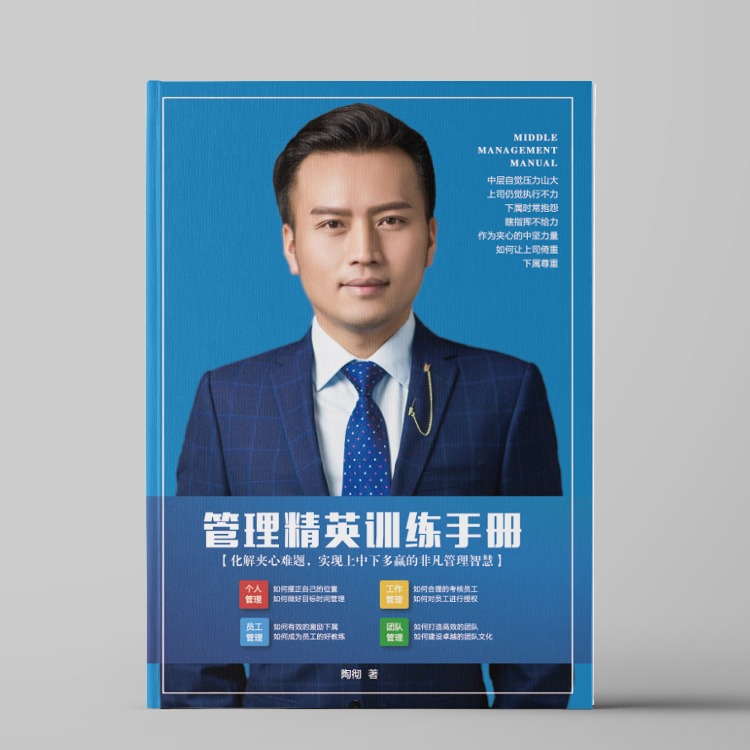 MIDDLE
MANAGEMENT
MANUAL
中层自觉压力山大
上司仍觉执行不力
下属时常抱怨
瞎指挥不给力
作为夹心的中坚力量
如何让上司倚重
下属尊重
管理精英训练手册
【化解夹心难题，实现上中下多赢的非凡管理智慧】
个人
管理
如何摆正自己的位置
如何做好目标时间管理
工作
管理
如何合理的考核员工
如何对员工进行授权
员工
管理
如何有效的激励下属
如何成为员工的好教练
团队
管理
如何打造高效的团队
如何建设卓越的团队文化
陶彻 著